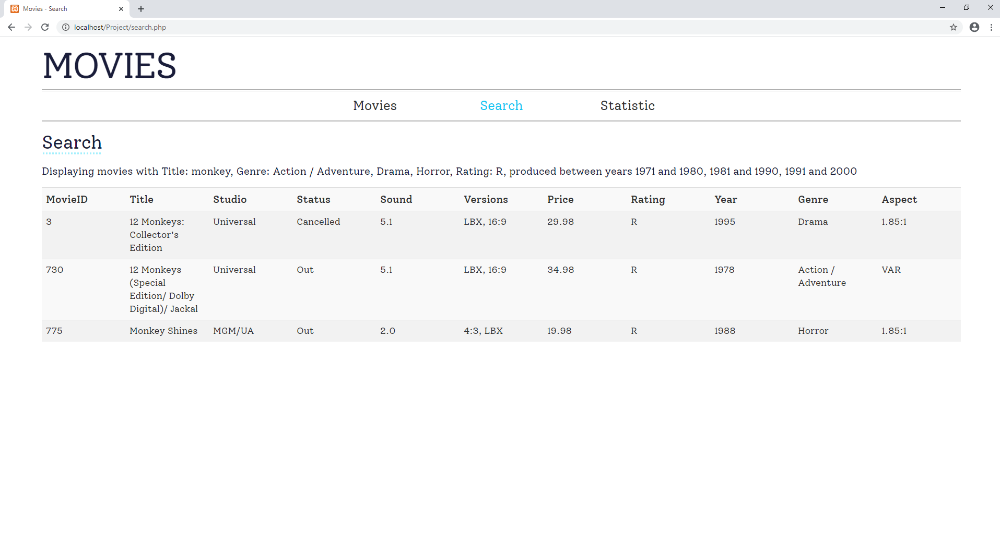 Movies - Search
localhost/Project/search.php
MOVIES
Movies Search Statistic
Search
Displaying movies with Title: monkey, Genre: Action / Adventure, Drama, Horror, Rating: R, produced between years 1971 and 1980, 1981 and 1990, 1991 and 2000
MovieID Title Studio Status Sound Versions Price Rating Year Genre Aspect
3 12 Monkeys: Universal Cancelled 5.1 LBX, 16:9 29.98 R 1995 Drama 1.85:1
Collector's
Edition
730 12 Monkeys Universal Out 5.1 LBX, 16:9 34.98 R 1978 Action / VAR
(Special Adventure
Edition/ Dolby
Digital)/ Jackal
775 Monkey Shines MGM/UA Out 2.0 4:3, LBX 19.98 R 1988 Horror 1.85:1